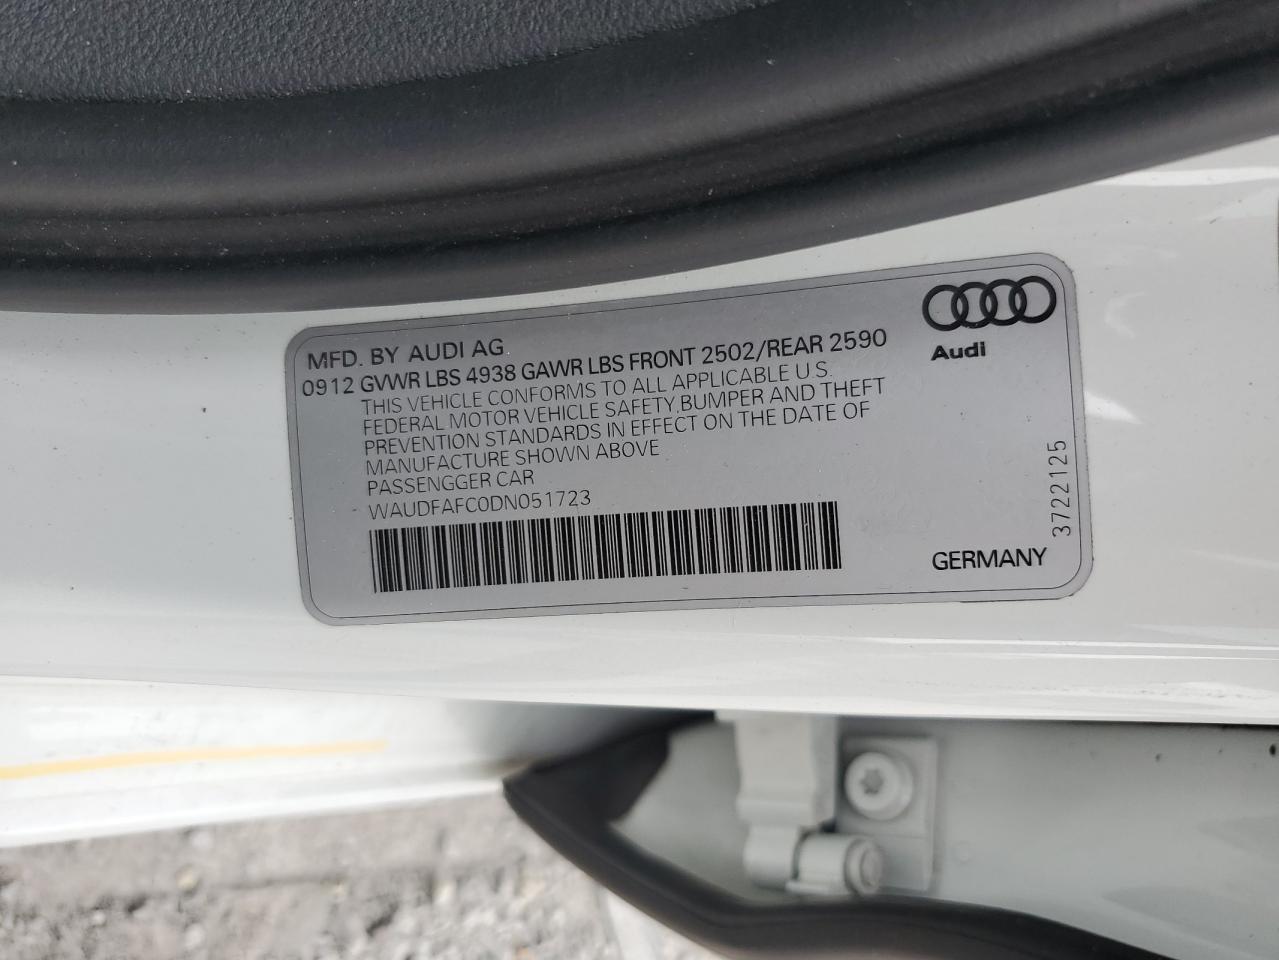 MFD. BY AUDI AG
0912 GVWR LBS 4938 GAWR LBS FRONT 2502/REAR 2590
THIS VEHICLE CONFORMS TO ALL APPLICABLE U.S.
FEDERAL MOTOR VEHICLE SAFETY,BUMPER AND THEFT
PREVENTION STANDARDS IN EFFECT ON THE DATE OF
MANUFACTURE SHOWN ABOVE
PASSENGGER CAR
WAUDFAFC0DN051723
Audi
3722125
GERMANY